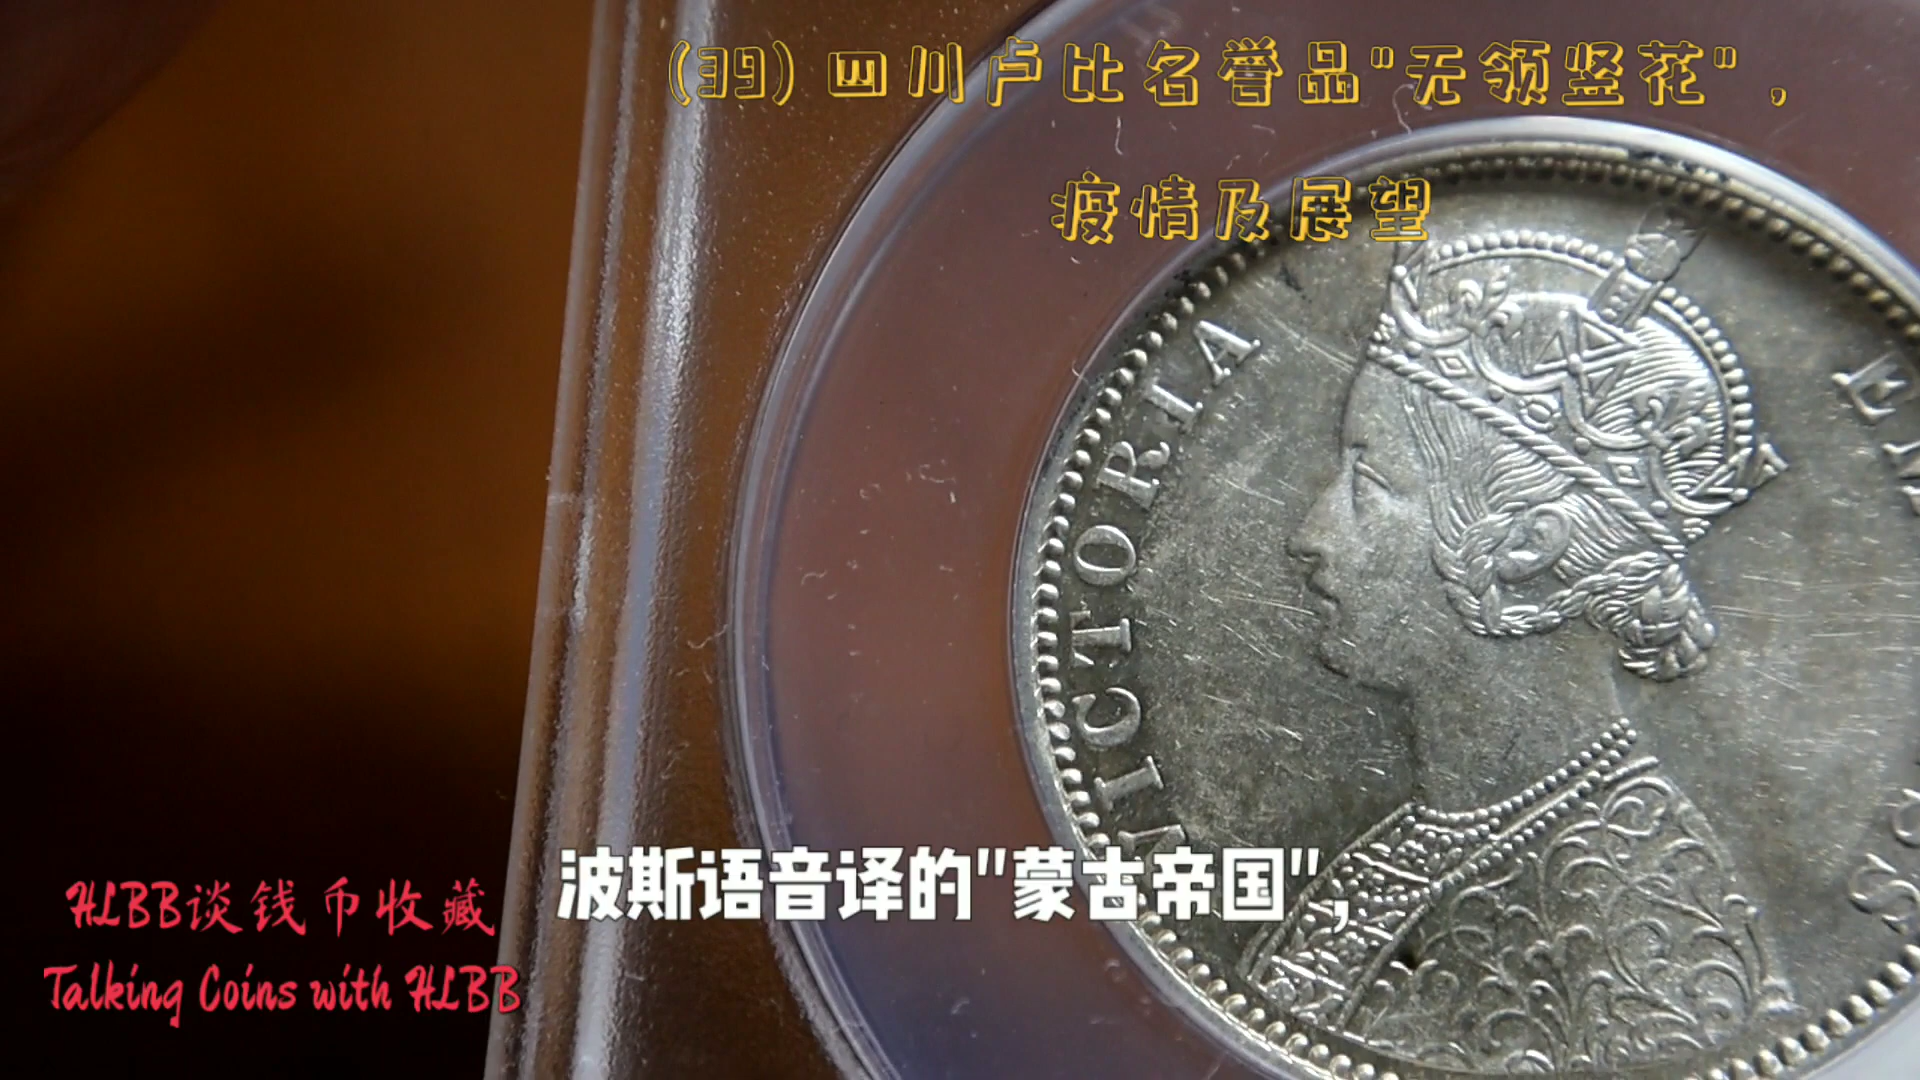 (39) 四川卢比名誉品"无领竖花"，
疫情及展望
VICTORIA
波斯语音译的"蒙古帝国"，
HLBB谈钱币收藏
Talking Coins with HLBB